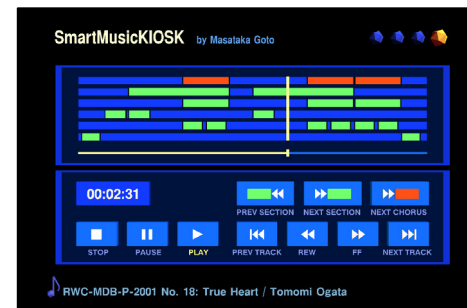 SmartMusicKIOSK by Masataka Goto
00:02:31
PREV SECTION NEXT SECTION NEXT CHORUS
STOP PAUSE PLAY PREV TRACK REW FF NEXT TRACK
RWC-MDB-P-2001 No. 18: True Heart / Tomomi Ogata